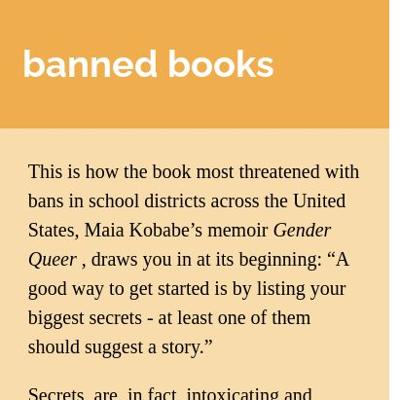 banned books
This is how the book most threatened with
bans in school districts across the United
States, Maia Kobabe’s memoir Gender
Queer , draws you in at its beginning: “A
good way to get started is by listing your
biggest secrets - at least one of them
should suggest a story.”
Secrets are, in fact, intoxicating and